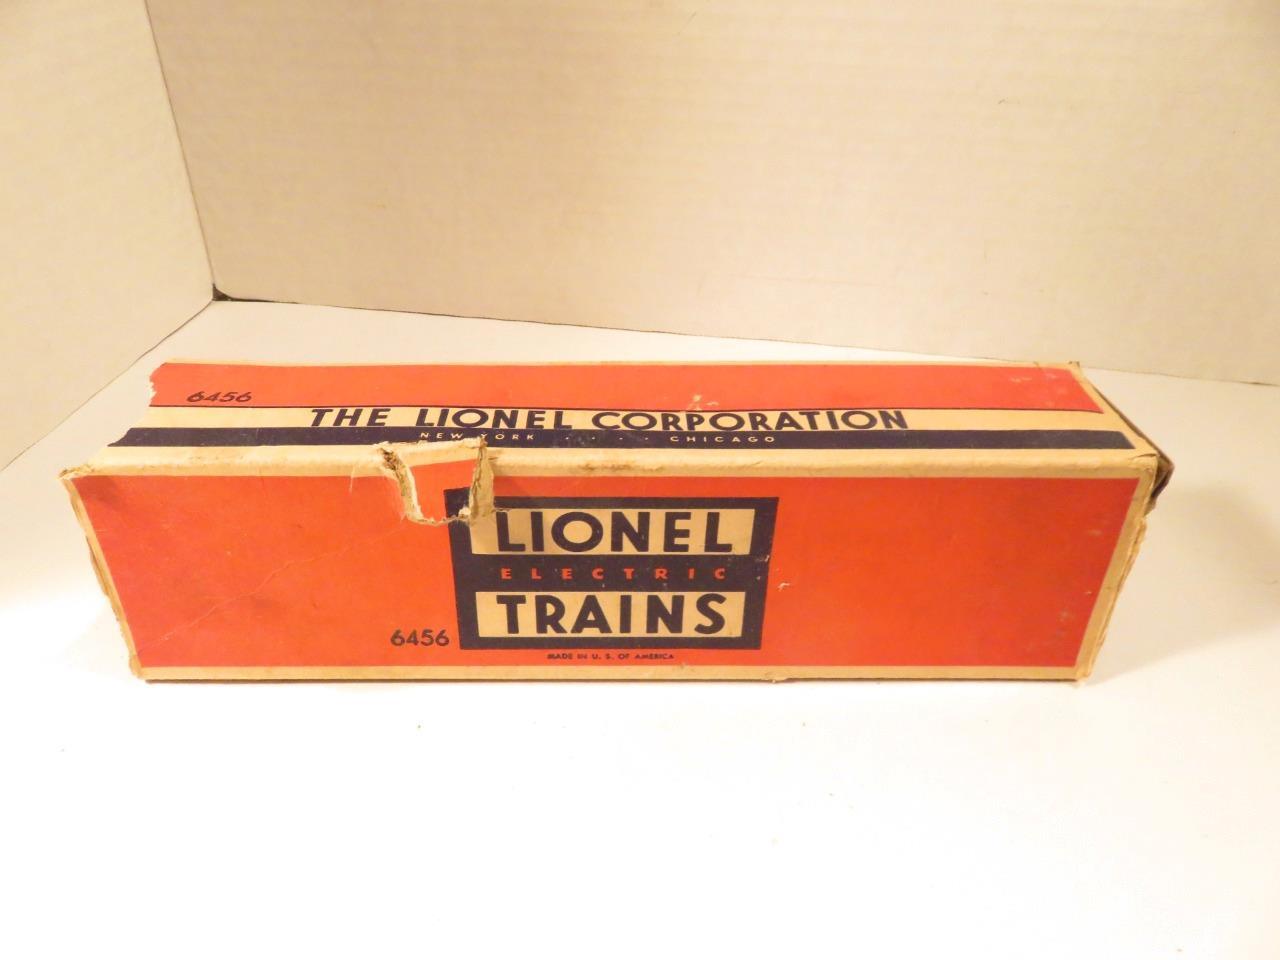 6456
THE LIONEL CORPORATION
NEW YORK . . . . CHICAGO
LIONEL
ELECTRIC
TRAINS
6456
MADE IN U. S. OF AMERICA